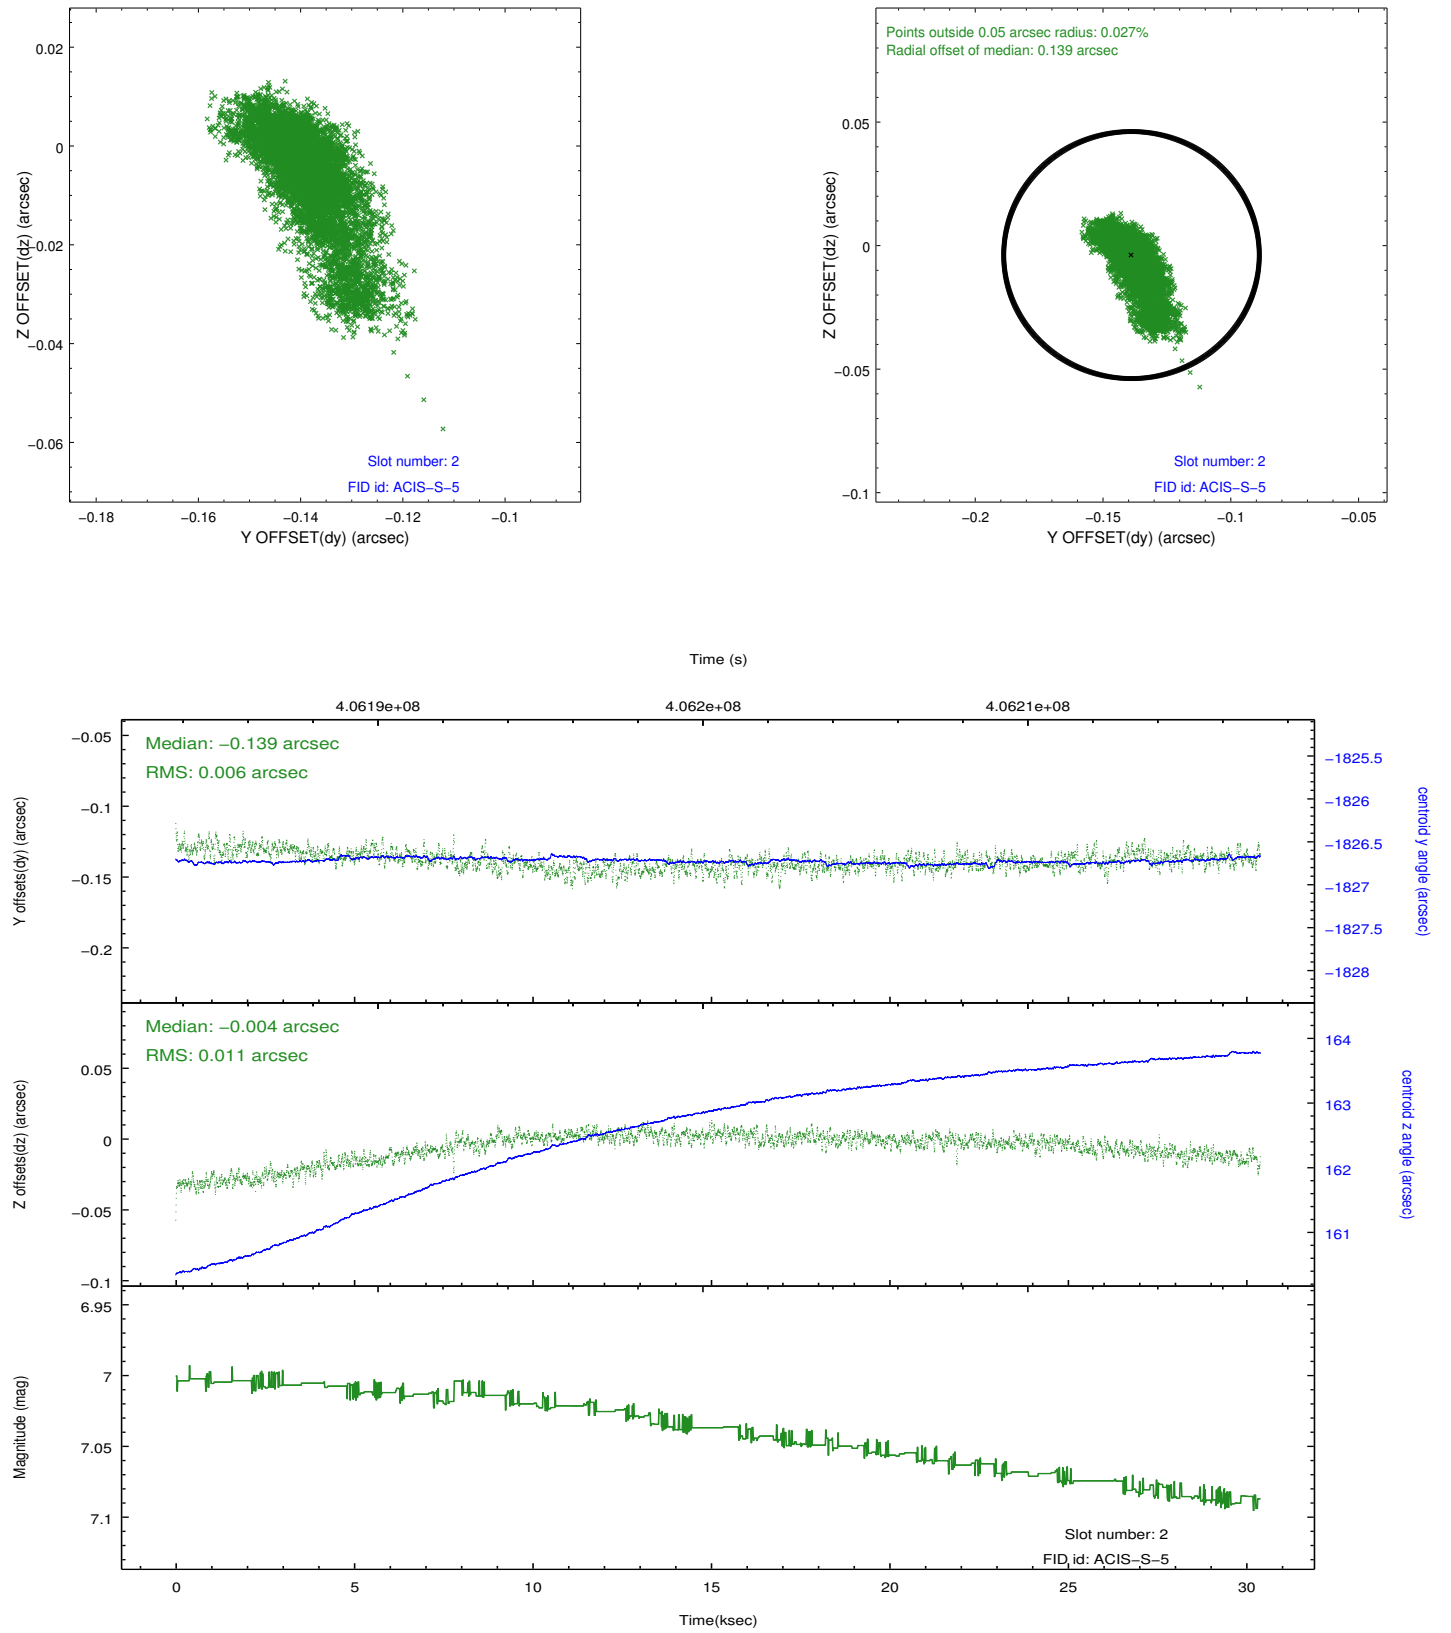 0.02
0
−0.02
−0.04
−0.06
Z OFFSET(dz) (arcsec)
Slot number: 2
FID id: ACIS−S−5
−0.18
−0.16
−0.14
−0.12
−0.1
Y OFFSET(dy) (arcsec)
Points outside 0.05 arcsec radius: 0.027%
Radial offset of median: 0.139 arcsec
0.05
0
−0.05
−0.1
Z OFFSET(dz) (arcsec)
Slot number: 2
FID id: ACIS−S−5
−0.2
−0.15
−0.1
−0.05
Y OFFSET(dy) (arcsec)
Time (s)
4.0619e+08
4.062e+08
4.0621e+08
Median: −0.139 arcsec
RMS: 0.006 arcsec
−0.05
−0.1
−0.15
−0.2
Y offsets(dy) (arcsec)
−1825.5
−1826
−1826.5
−1827
−1827.5
−1828
centroid y angle (arcsec)
Median: −0.004 arcsec
RMS: 0.011 arcsec
0.05
0
−0.05
−0.1
Z offsets(dz) (arcsec)
164
163
162
161
centroid z angle (arcsec)
6.95
7
7.05
7.1
Magnitude (mag)
Slot number: 2
FID id: ACIS−S−5
0
5
10
15
20
25
30
Time(ksec)